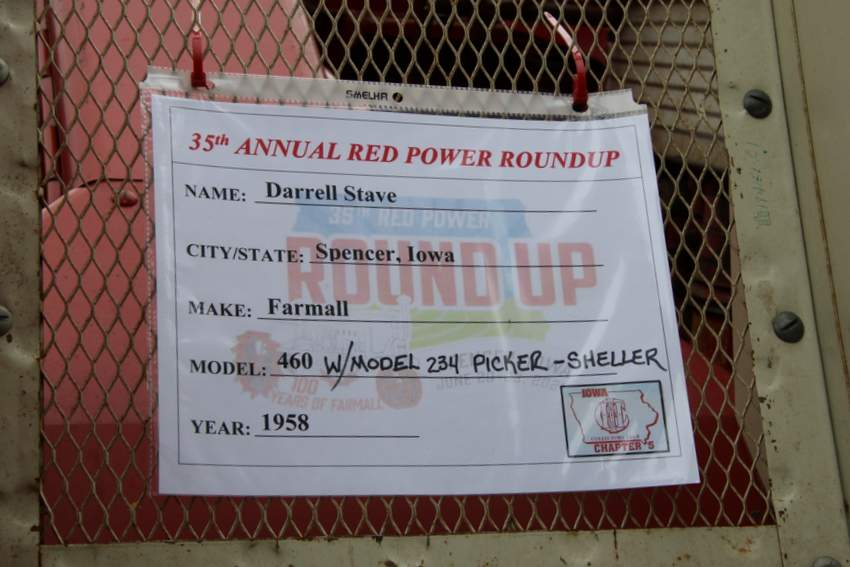 SMELHA
35th ANNUAL RED POWER ROUNDUP
NAME: Darrell Stave
35TH RED POWER
ROUND UP
CITY/STATE: Spencer, Iowa
MAKE: Farmall
MODEL: 460 W/MODEL 234 PICKER-SHELLER
100
YEARS OF FARMALL
YEAR: 1958
IOWA
CHAPTER 5